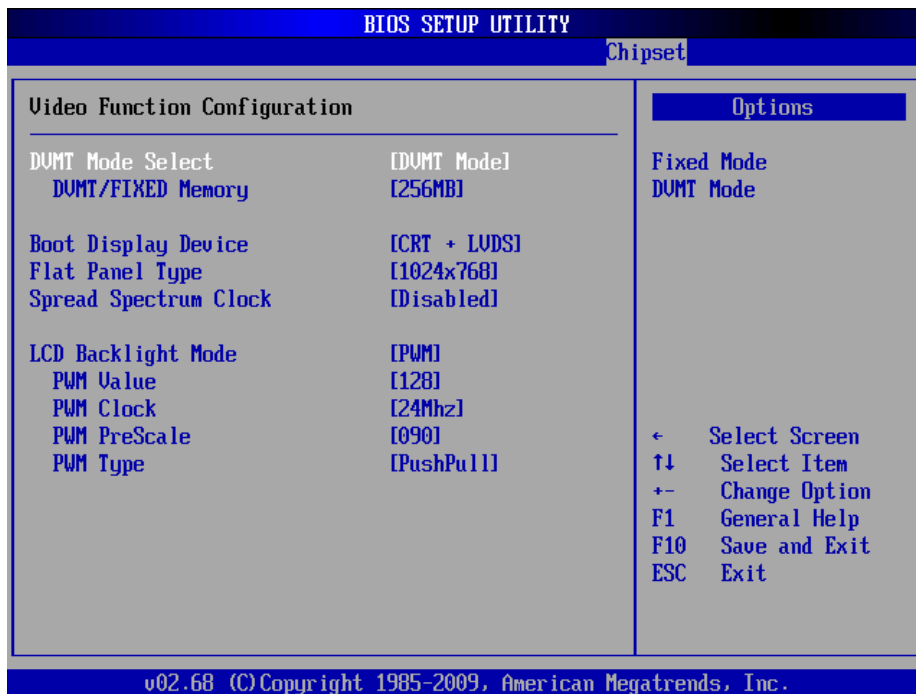 BIOS SETUP UTILITY
Chipset
Video Function Configuration
DVMT Mode Select [DVMT Mode]
DVMT/FIXED Memory [256MB]
Boot Display Device [CRT + LVDS]
Flat Panel Type [1024x768]
Spread Spectrum Clock [Disabled]
LCD Backlight Mode [PWM]
PWM Value [128]
PWM Clock [24Mhz]
PWM PreScale [090]
PWM Type [PushPull]
Options
Fixed Mode
DVMT Mode
← Select Screen
↑↓ Select Item
+- Change Option
F1 General Help
F10 Save and Exit
ESC Exit
v02.68 (C)Copyright 1985-2009, American Megatrends, Inc.